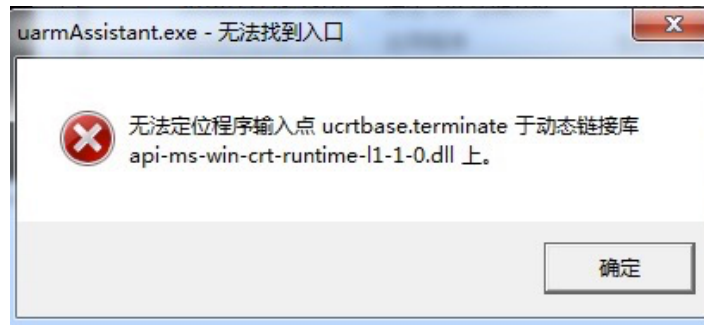 uarmAssistant.exe - 无法找到入口
无法定位程序输入点 ucrtbase.terminate 于动态链接库
api-ms-win-crt-runtime-l1-1-0.dll 上。
确定